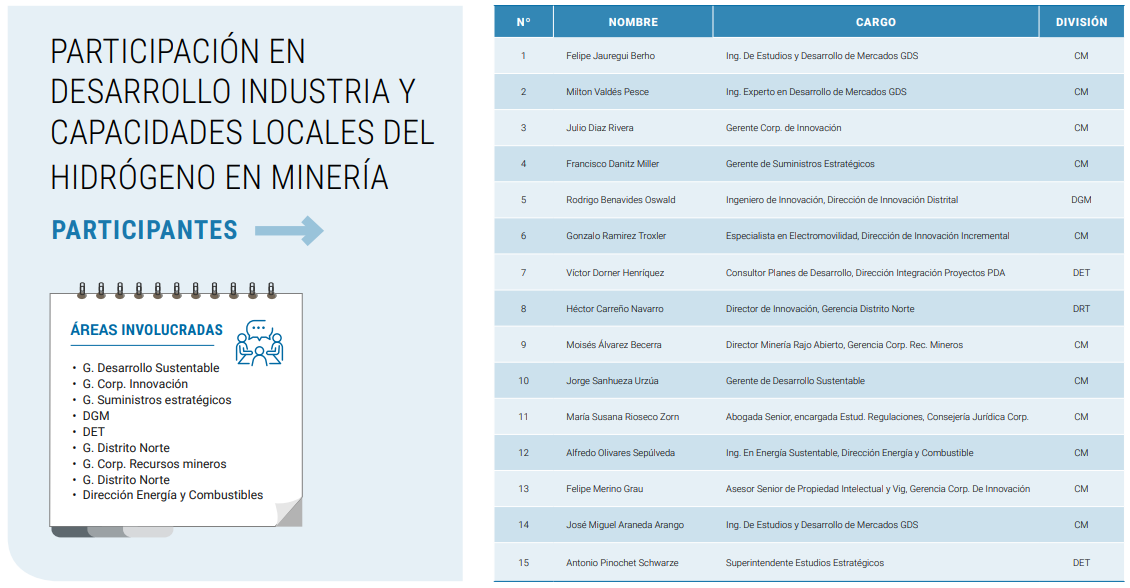 PARTICIPACIÓN EN
DESARROLLO INDUSTRIA Y
CAPACIDADES LOCALES DEL
HIDRÓGENO EN MINERÍA
PARTICIPANTES
ÁREAS INVOLUCRADAS
• G. Desarrollo Sustentable
• G. Corp. Innovación
• G. Suministros estratégicos
• DGM
• DET
• G. Distrito Norte
• G. Corp. Recursos mineros
• G. Distrito Norte
• Dirección Energía y Combustibles
Nº NOMBRE CARGO DIVISIÓN
1 Felipe Jauregui Berho Ing. De Estudios y Desarrollo de Mercados GDS CM
2 Milton Valdés Pesce Ing. Experto en Desarrollo de Mercados GDS CM
3 Julio Diaz Rivera Gerente Corp. de Innovación CM
4 Francisco Danitz Miller Gerente de Suministros Estratégicos CM
5 Rodrigo Benavides Oswald Ingeniero de Innovación, Dirección de Innovación Distrital DGM
6 Gonzalo Ramirez Troxler Especialista en Electromovilidad, Dirección de Innovación Incremental CM
7 Víctor Dorner Henríquez Consultor Planes de Desarrollo, Dirección Integración Proyectos PDA DET
8 Héctor Carreño Navarro Director de Innovación, Gerencia Distrito Norte DRT
9 Moisés Álvarez Becerra Director Minería Rajo Abierto, Gerencia Corp. Rec. Mineros CM
10 Jorge Sanhueza Urzúa Gerente de Desarrollo Sustentable CM
11 María Susana Rioseco Zorn Abogada Senior, encargada Estud. Regulaciones, Consejería Jurídica Corp. CM
12 Alfredo Olivares Sepúlveda Ing. En Energía Sustentable, Dirección Energía y Combustible CM
13 Felipe Merino Grau Asesor Senior de Propiedad Intelectual y Vig, Gerencia Corp. De Innovación CM
14 José Miguel Araneda Arango Ing. De Estudios y Desarrollo de Mercados GDS CM
15 Antonio Pinochet Schwarze Superintendente Estudios Estratégicos DET